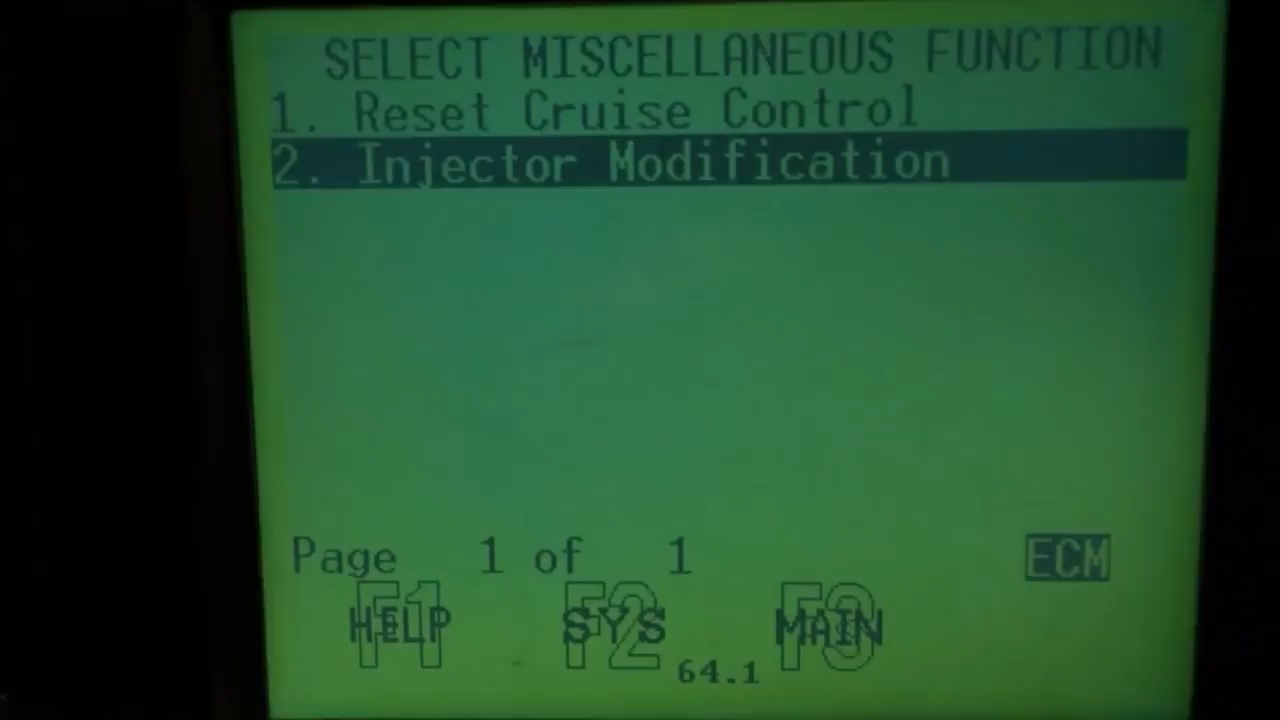 SELECT MISCELLANEOUS FUNCTION
1. Reset Cruise Control
2. Injector Modification
Page 1 of 1 ECM
F1 F2 F3
HELP SYS MAIN
64.1